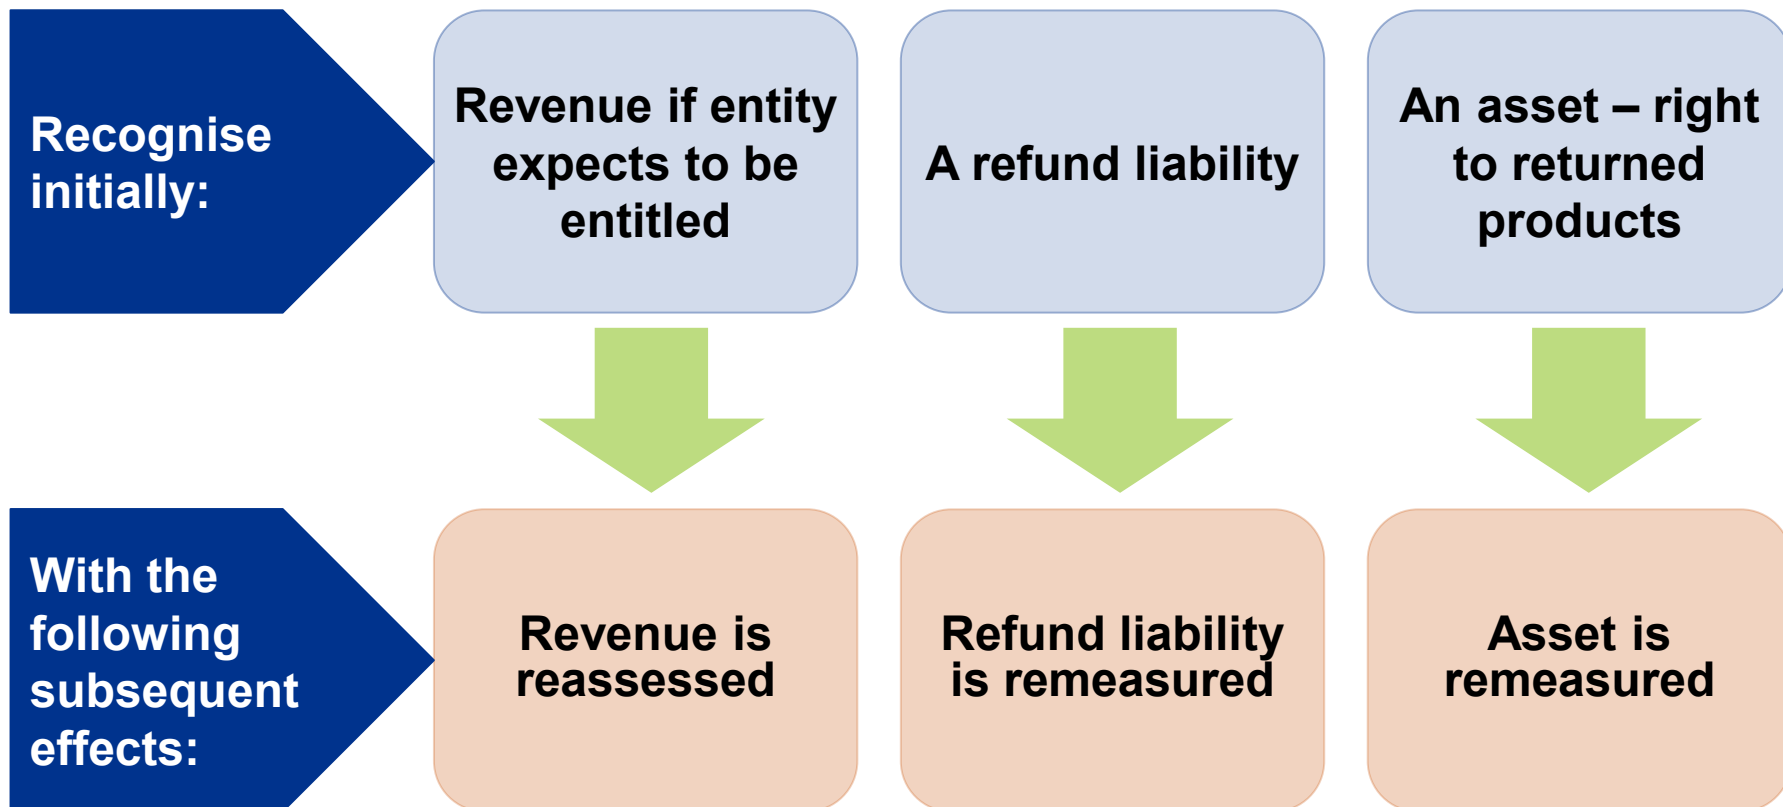 Recognise
initially:
Revenue if entity
expects to be
entitled
A refund liability
An asset – right
to returned
products
With the
following
subsequent
effects:
Revenue is
reassessed
Refund liability
is remeasured
Asset is
remeasured